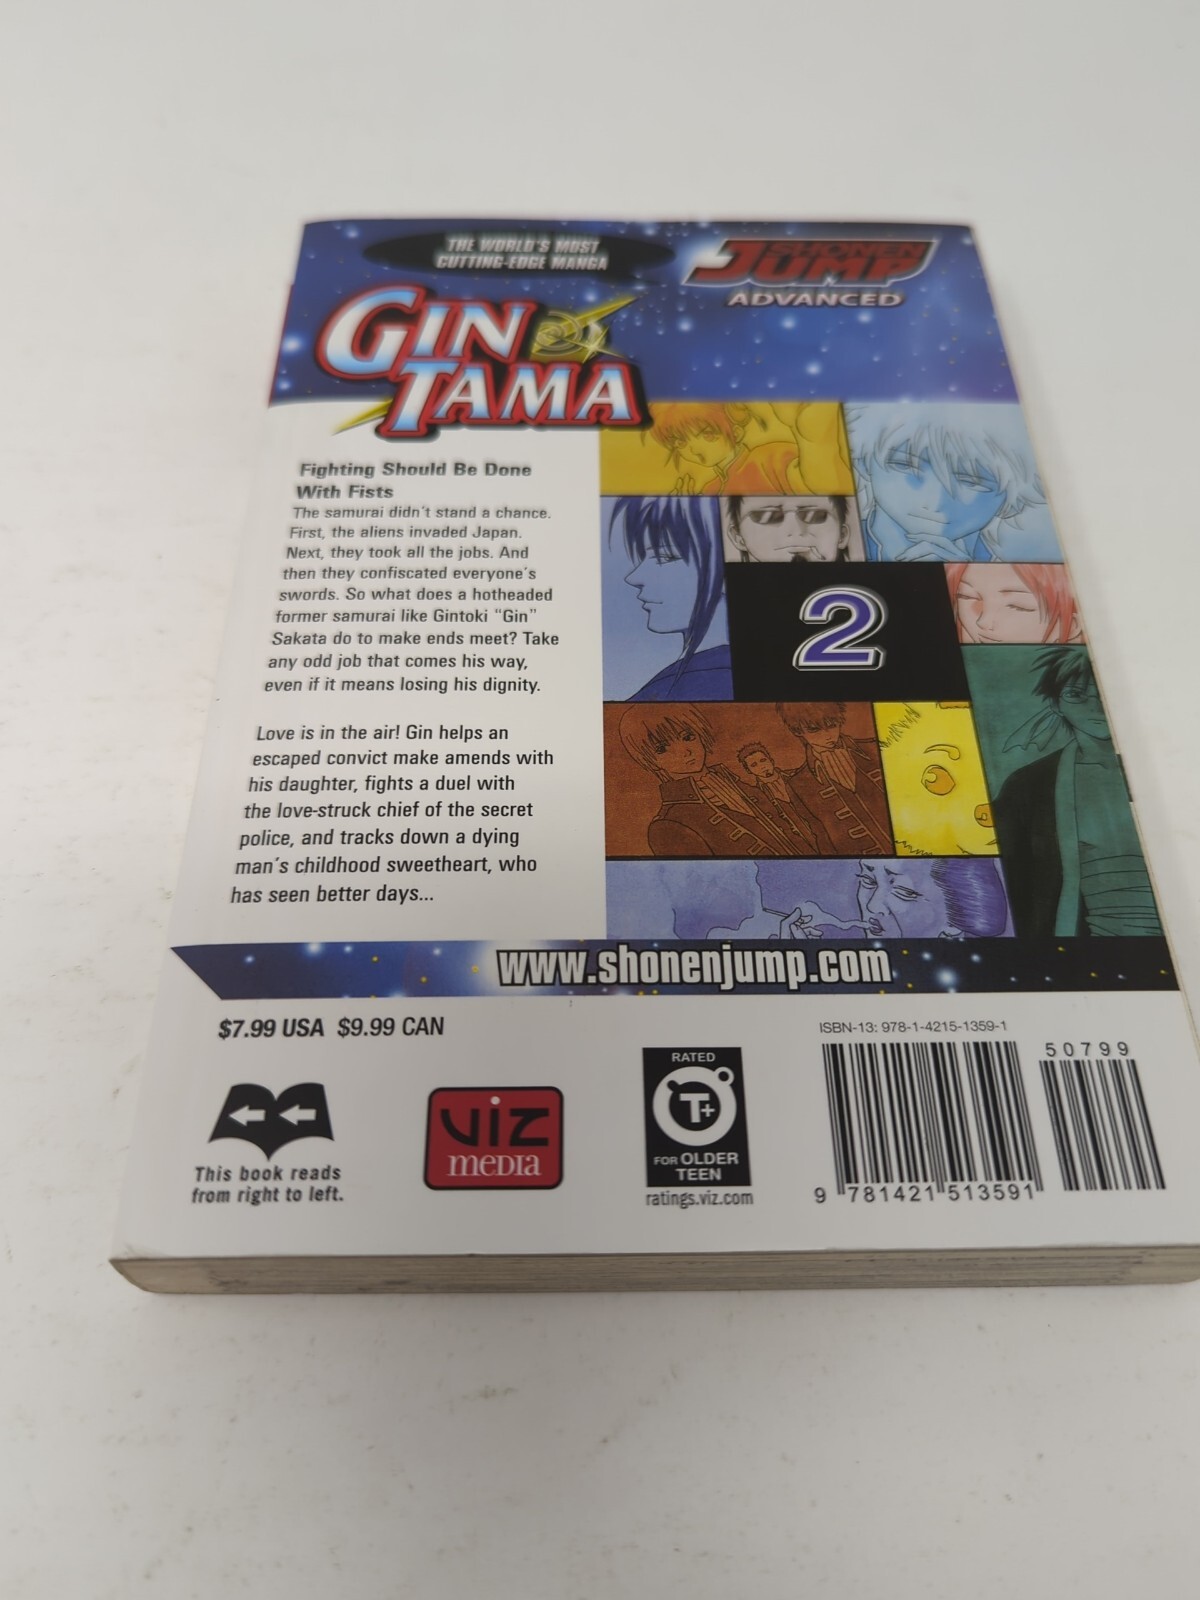 THE WORLD'S MOST
CUTTING-EDGE MANGA
SHONEN
JUMP
ADVANCED
GIN
TAMA
Fighting Should Be Done
With Fists
The samurai didn't stand a chance.
First, the aliens invaded Japan.
Next, they took all the jobs. And
then they confiscated everyone's
swords. So what does a hotheaded
former samurai like Gintoki "Gin"
Sakata do to make ends meet? Take
any odd job that comes his way,
even if it means losing his dignity.
Love is in the air! Gin helps an
escaped convict make amends with
his daughter, fights a duel with
the love-struck chief of the secret
police, and tracks down a dying
man's childhood sweetheart, who
has seen better days...
2
www.shonenjump.com
$7.99 USA $9.99 CAN
This book reads
from right to left.
VIZ
MEDIA
RATED
T+
FOR OLDER
TEEN
ratings.viz.com
ISBN-13: 978-1-4215-1359-1
50799
9 781421 513591